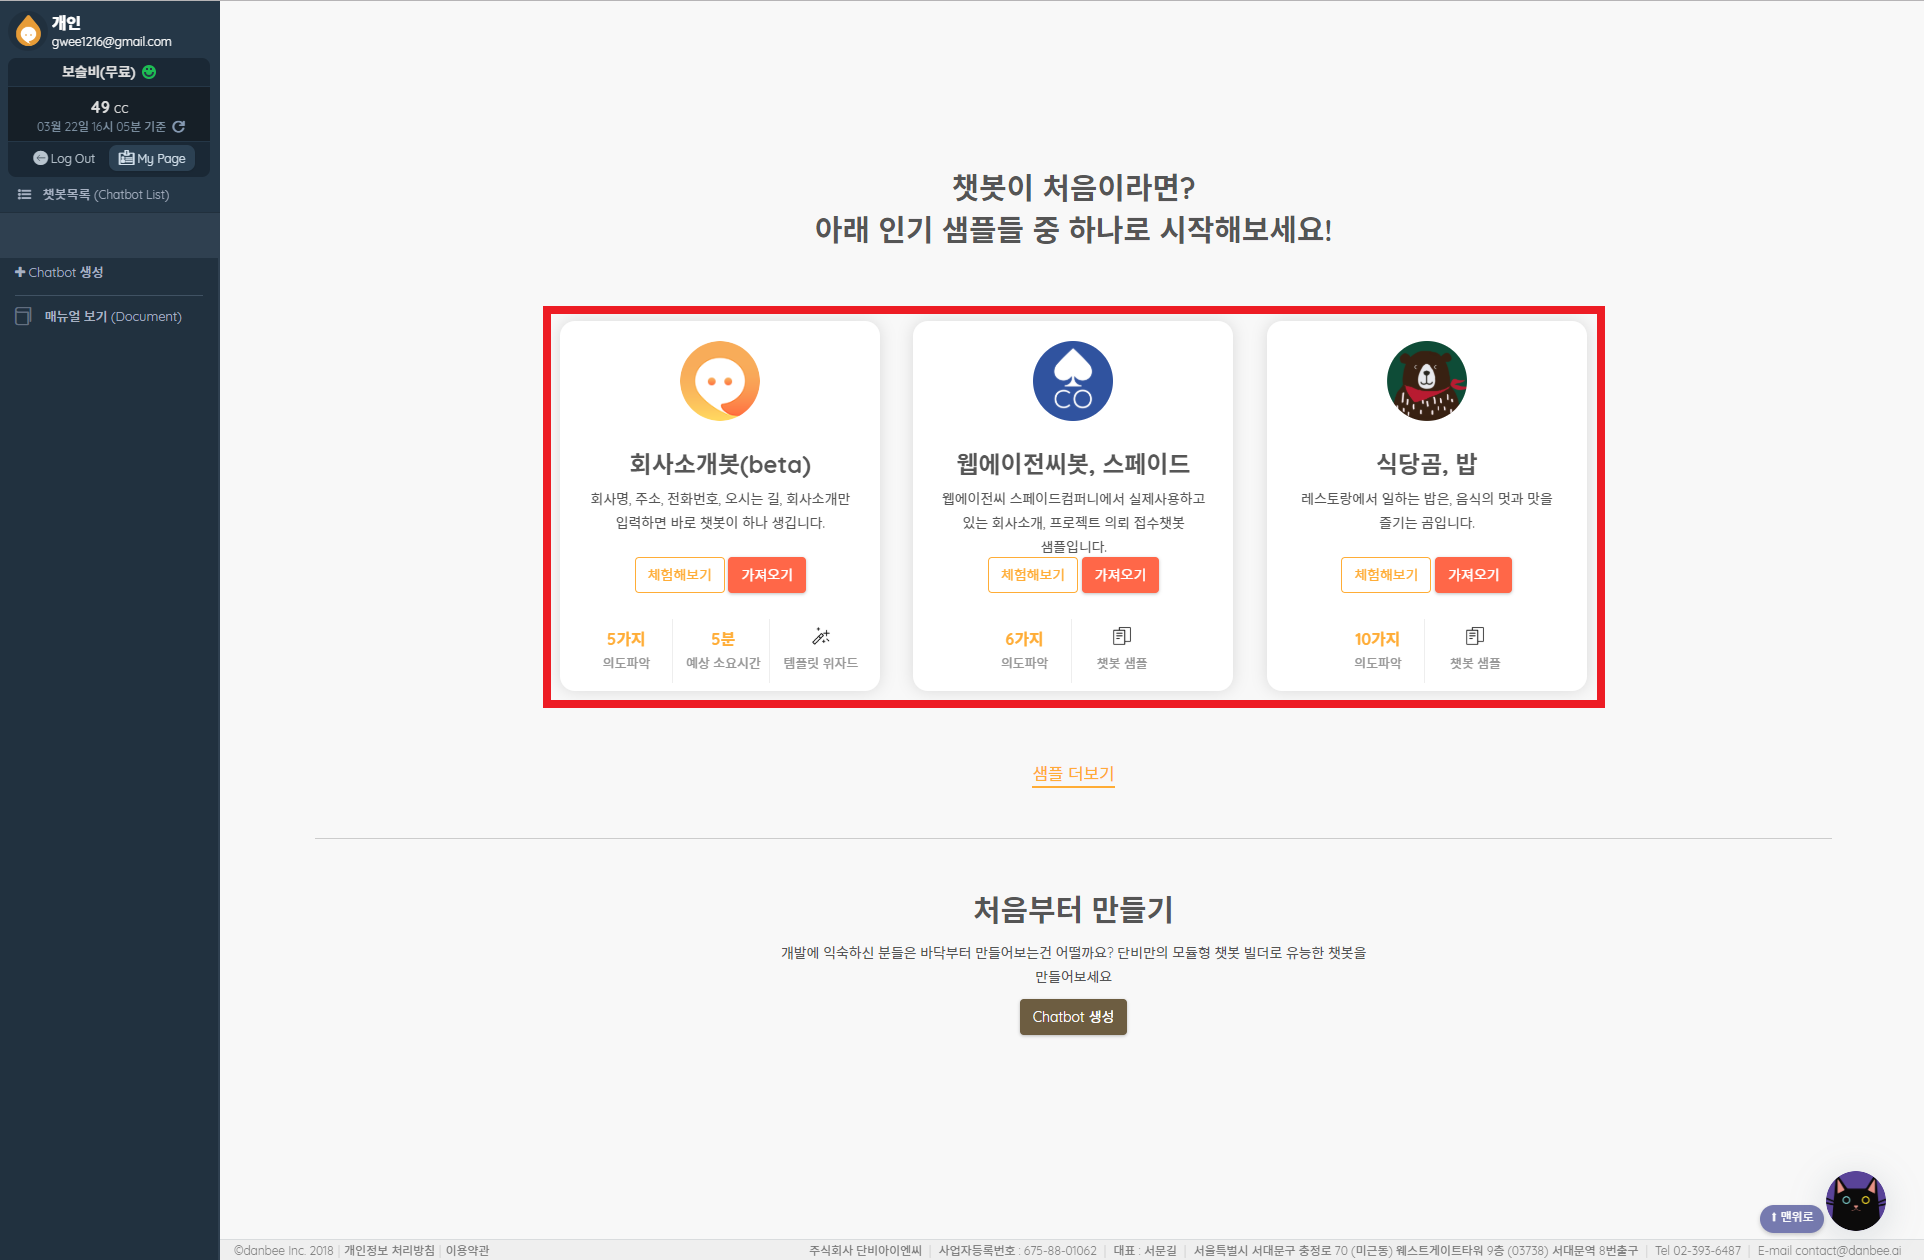 개인
gwee1216@gmail.com
보슬비(무료)
49 CC
03월 22일 16시 05분 기준
Log Out
My Page
챗봇목록 (Chatbot List)
Chatbot 생성
매뉴얼 보기 (Document)
챗봇이 처음이라면?
아래 인기 샘플들 중 하나로 시작해보세요!
회사소개봇(beta)
회사명, 주소, 전화번호, 오시는 길, 회사소개만
입력하면 바로 챗봇이 하나 생깁니다.
체험해보기 가져오기
5가지 5분
의도파악 예상 소요시간 템플릿 위자드
CO
웹에이전씨봇, 스페이드
웹에이전씨 스페이드컴퍼니에서 실제사용하고
있는 회사소개, 프로젝트 의뢰 접수챗봇
샘플입니다.
체험해보기 가져오기
6가지
의도파악 챗봇 샘플
식당곰, 밥
레스토랑에서 일하는 밥은, 음식의 멋과 맛을
즐기는 곰입니다.
체험해보기 가져오기
10가지
의도파악 챗봇 샘플
샘플 더보기
처음부터 만들기
개발에 익숙하신 분들은 바닥부터 만들어보는건 어떨까요? 단비만의 모듈형 챗봇 빌더로 유능한 챗봇을
만들어보세요
Chatbot 생성
맨위로
©danbee Inc. 2018 | 개인정보 처리방침 | 이용약관
주식회사 단비아이엔씨 | 사업자등록번호 : 675-88-01062 | 대표 : 서문길 | 서울특별시 서대문구 충정로 70 (미근동) 웨스트게이트타워 9층 (03738) 서대문역 8번출구 | Tel 02-393-6487 | E-mail contact@danbee.ai